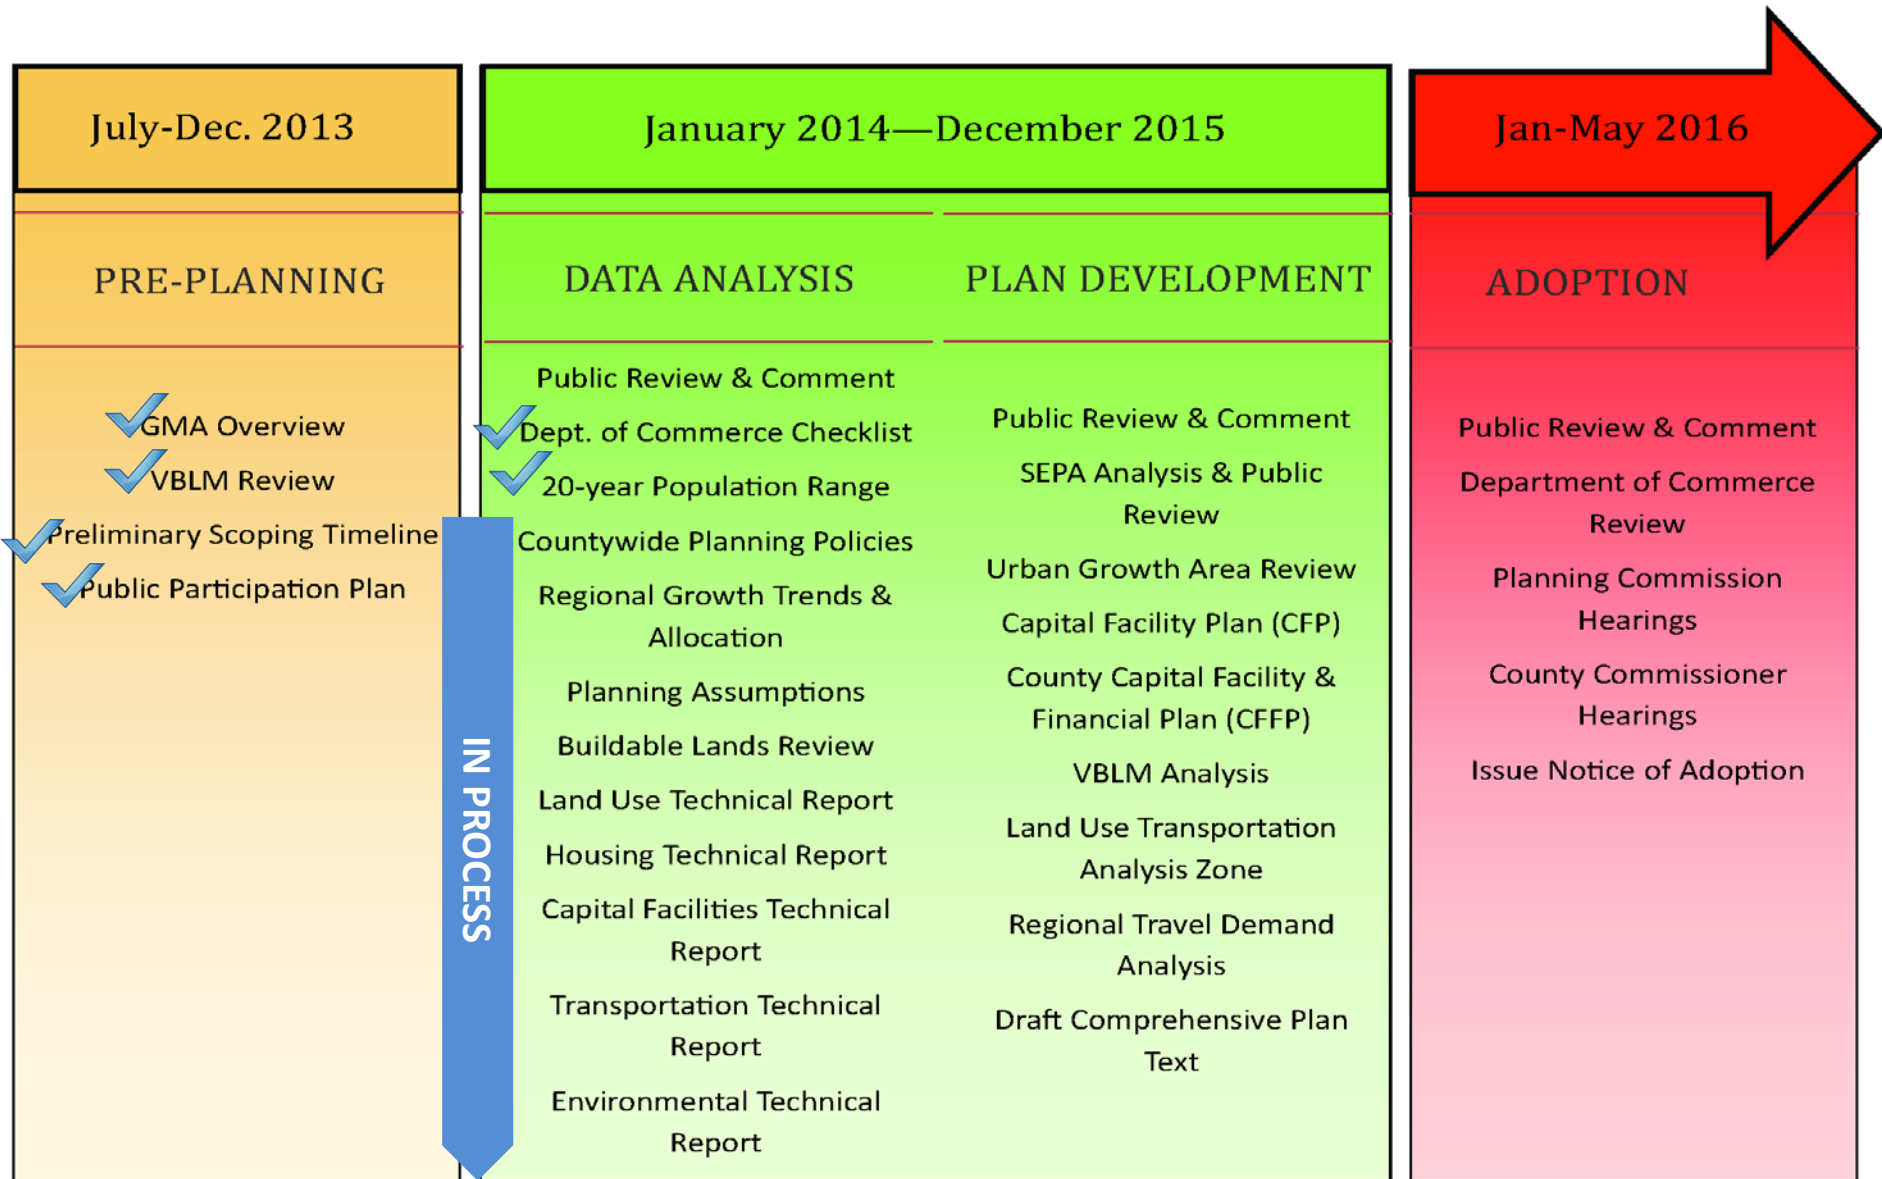 July-Dec. 2013
January 2014—December 2015
Jan-May 2016
PRE-PLANNING
DATA ANALYSIS
PLAN DEVELOPMENT
ADOPTION
GMA Overview
VBLM Review
Preliminary Scoping Timeline
Public Participation Plan
IN PROCESS
Public Review & Comment
Dept. of Commerce Checklist
20-year Population Range
Countywide Planning Policies
Regional Growth Trends &
Allocation
Planning Assumptions
Buildable Lands Review
Land Use Technical Report
Housing Technical Report
Capital Facilities Technical
Report
Transportation Technical
Report
Environmental Technical
Report
Public Review & Comment
SEPA Analysis & Public
Review
Urban Growth Area Review
Capital Facility Plan (CFP)
County Capital Facility &
Financial Plan (CFFP)
VBLM Analysis
Land Use Transportation
Analysis Zone
Regional Travel Demand
Analysis
Draft Comprehensive Plan
Text
Public Review & Comment
Department of Commerce
Review
Planning Commission
Hearings
County Commissioner
Hearings
Issue Notice of Adoption